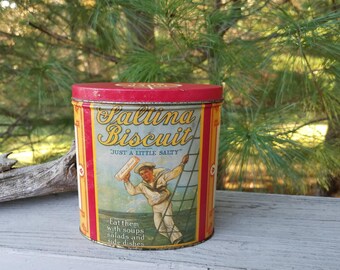 Saltina
Biscuit
"JUST A LITTLE SALTY"
Eat them
with soups
salads and
side dishes